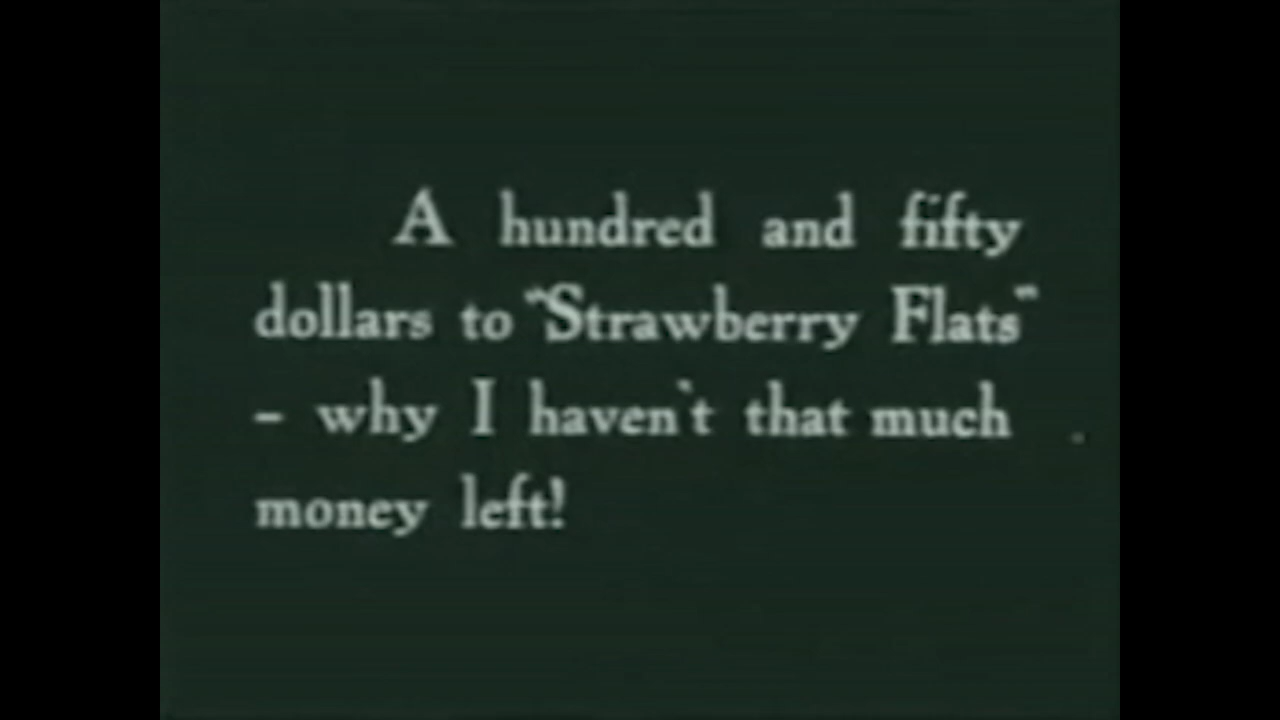 A hundred and fifty
dollars to "Strawberry Flats"
- why I haven't that much
money left!